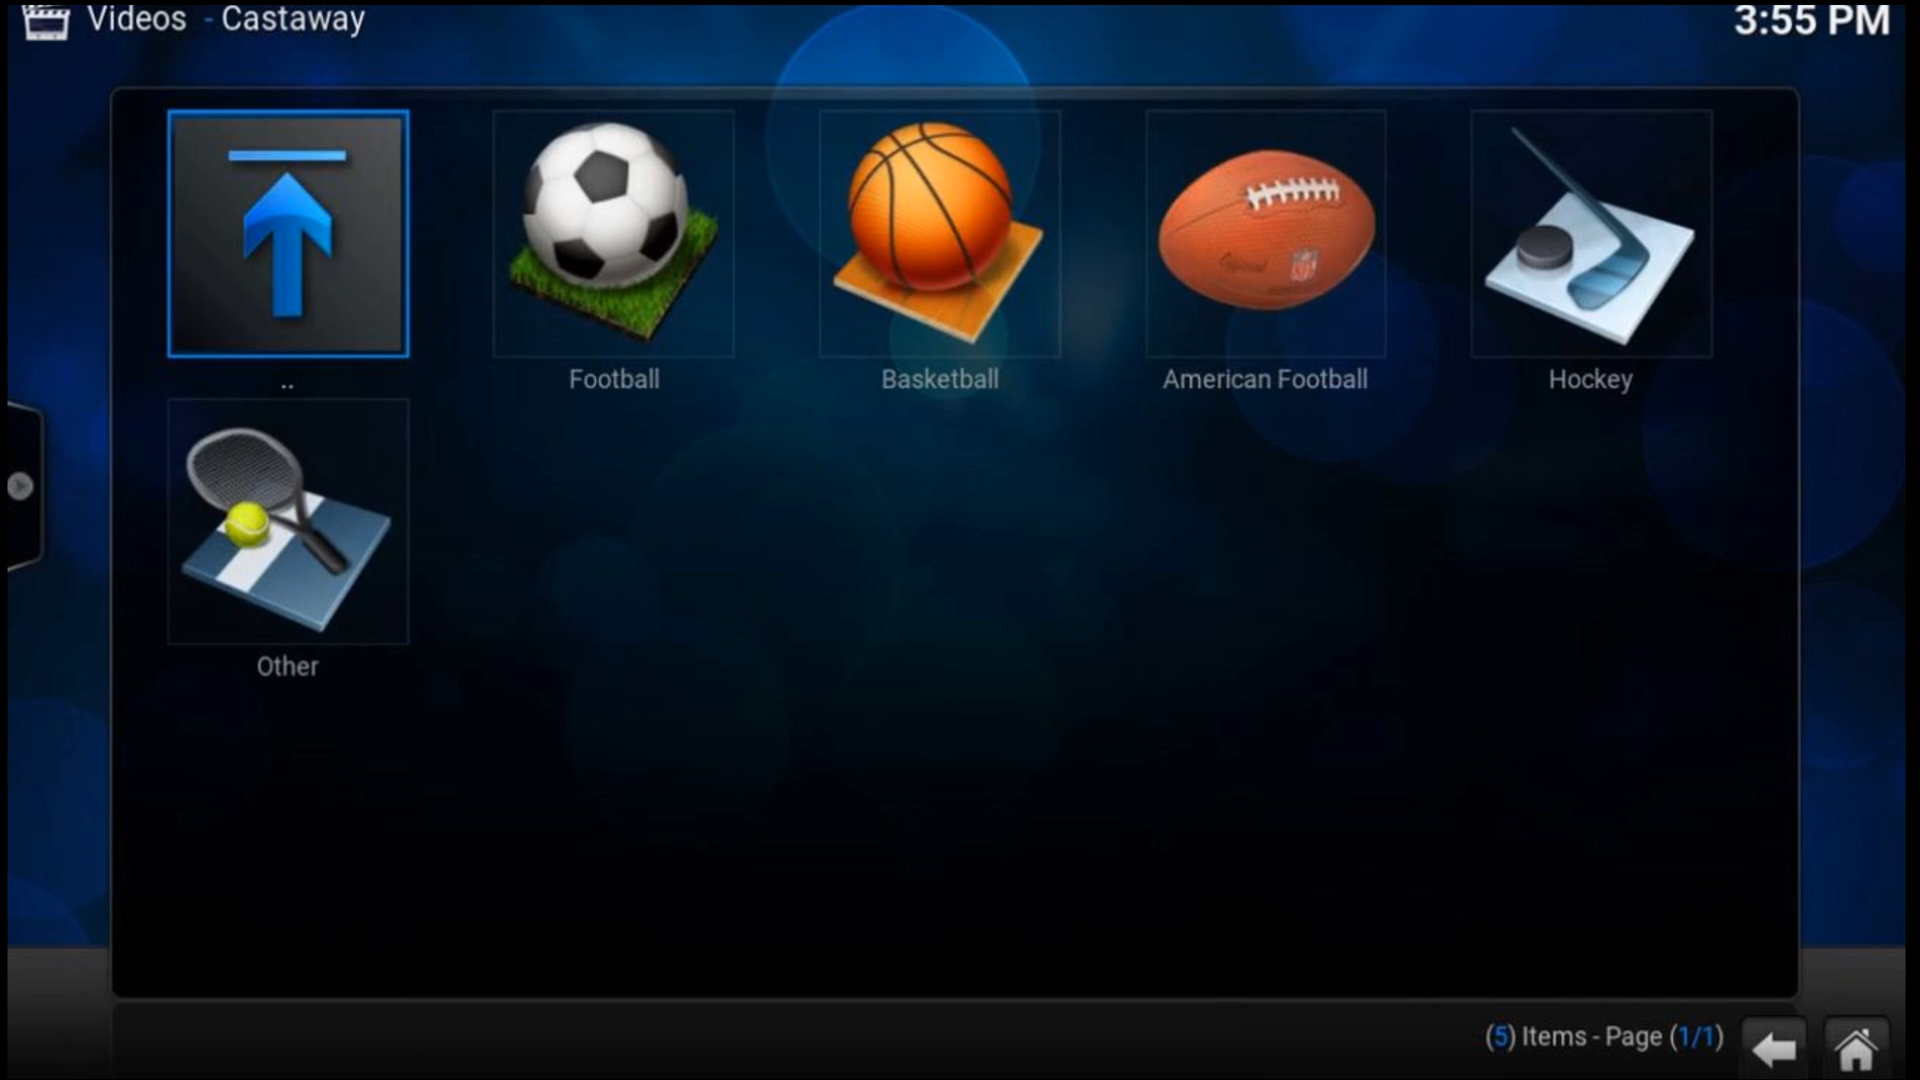 Videos - Castaway
3:55 PM
..
Football
Basketball
American Football
Hockey
Other
(5) Items - Page (1/1)